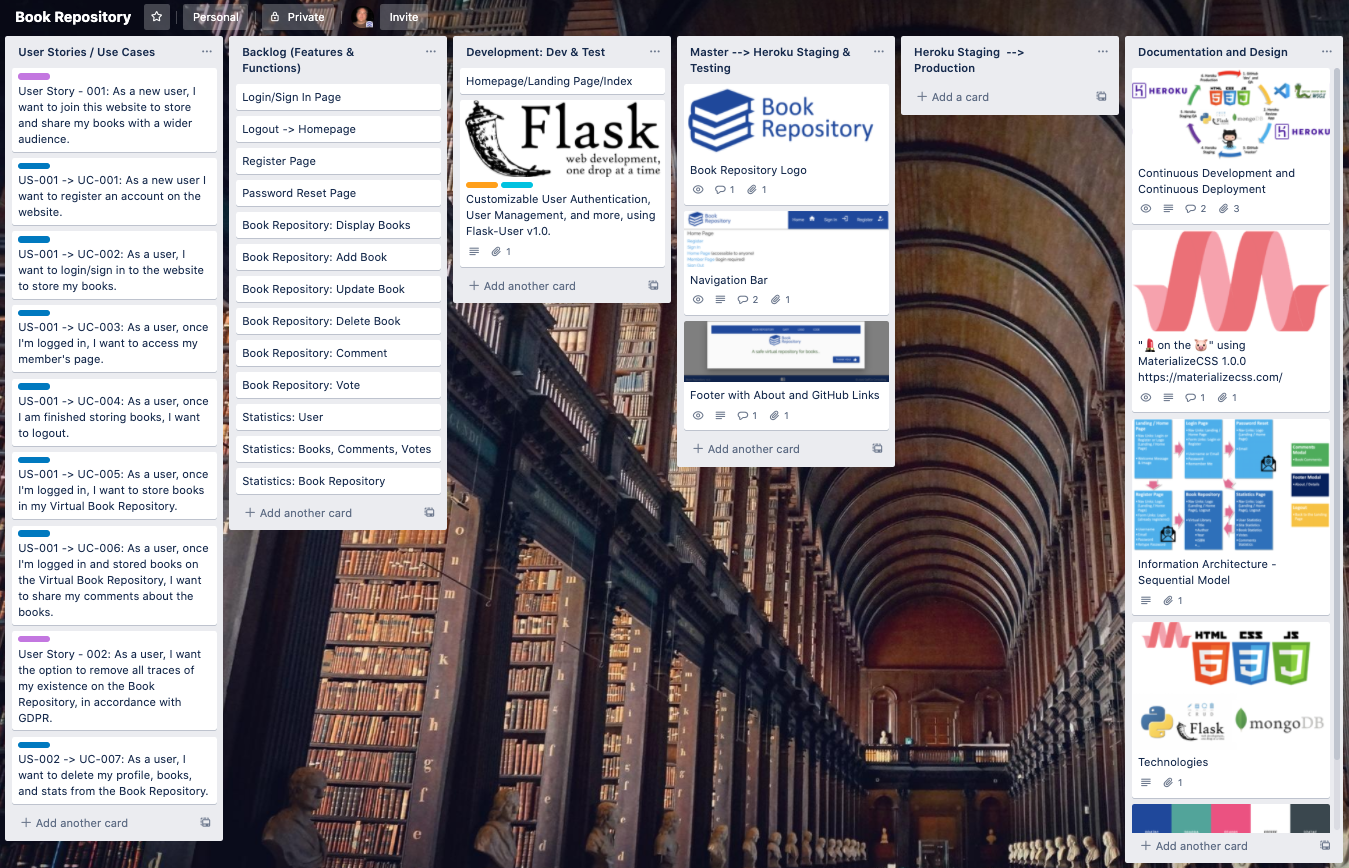 Book Repository
Personal
Private
Invite
User Stories / Use Cases
User Story - 001: As a new user, I
want to join this website to store
and share my books with a wider
audience.
US-001 -> UC-001: As a new user I
want to register an account on the
website.
US-001 -> UC-002: As a user, I
want to login/sign in to the website
to store my books.
US-001 -> UC-003: As a user, once
I'm logged in, I want to access my
member's page.
US-001 -> UC-004: As a user, once
I am finished storing books, I want
to logout.
US-001 -> UC-005: As a user, once
I'm logged in, I want to store books
in my Virtual Book Repository.
US-001 -> UC-006: As a user, once
I'm logged in and stored books on
the Virtual Book Repository, I want
to share my comments about the
books.
User Story - 002: As a user, I want
the option to remove all traces of
my existence on the Book
Repository, in accordance with
GDPR.
US-002 -> UC-007: As a user, I
want to delete my profile, books,
and stats from the Book Repository.
+ Add another card
Backlog (Features &
Functions)
Login/Sign In Page
Logout -> Homepage
Register Page
Password Reset Page
Book Repository: Display Books
Book Repository: Add Book
Book Repository: Update Book
Book Repository: Delete Book
Book Repository: Comment
Book Repository: Vote
Statistics: User
Statistics: Books, Comments, Votes
Statistics: Book Repository
+ Add another card
Development: Dev & Test
Homepage/Landing Page/Index
Flask
web development,
one drop at a time
Customizable User Authentication,
User Management, and more, using
Flask-User v1.0.
1
+ Add another card
Master --> Heroku Staging &
Testing
Book
Repository
Book Repository Logo
1 1
Book
Repository
Home Sign in Register
Home Page
Register
Sign in
Home Page (accessible to anyone)
Member Page (login required)
Sign Out
Navigation Bar
2 1
A safe virtual repository for books.
Footer with About and GitHub Links
1 1
+ Add another card
Heroku Staging -->
Production
+ Add a card
Documentation and Design
HEROKU
HTML CSS JS
Flask mongoDB
HEROKU
Continuous Development and
Continuous Deployment
2 3
"💄on the 🐷" using
MaterializeCSS 1.0.0
https://materializecss.com/
1 1
Landing / Home
Page
Login Page
Password Reset
Register Page
Book Repository
Statistics Page
Information Architecture -
Sequential Model
1
HTML CSS JS
Flask mongoDB
Technologies
1
+ Add another card